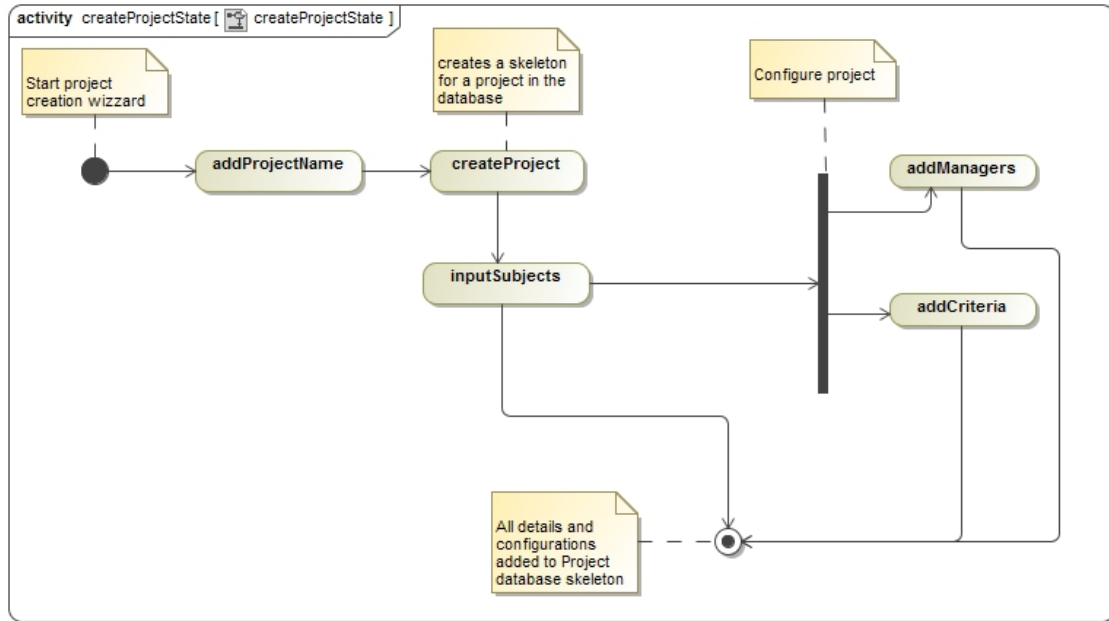 activity createProjectState [ createProjectState ]
Start project
creation wizzard
creates a skeleton
for a project in the
database
Configure project
addProjectName
createProject
addManagers
inputSubjects
addCriteria
All details and
configurations
added to Project
database skeleton